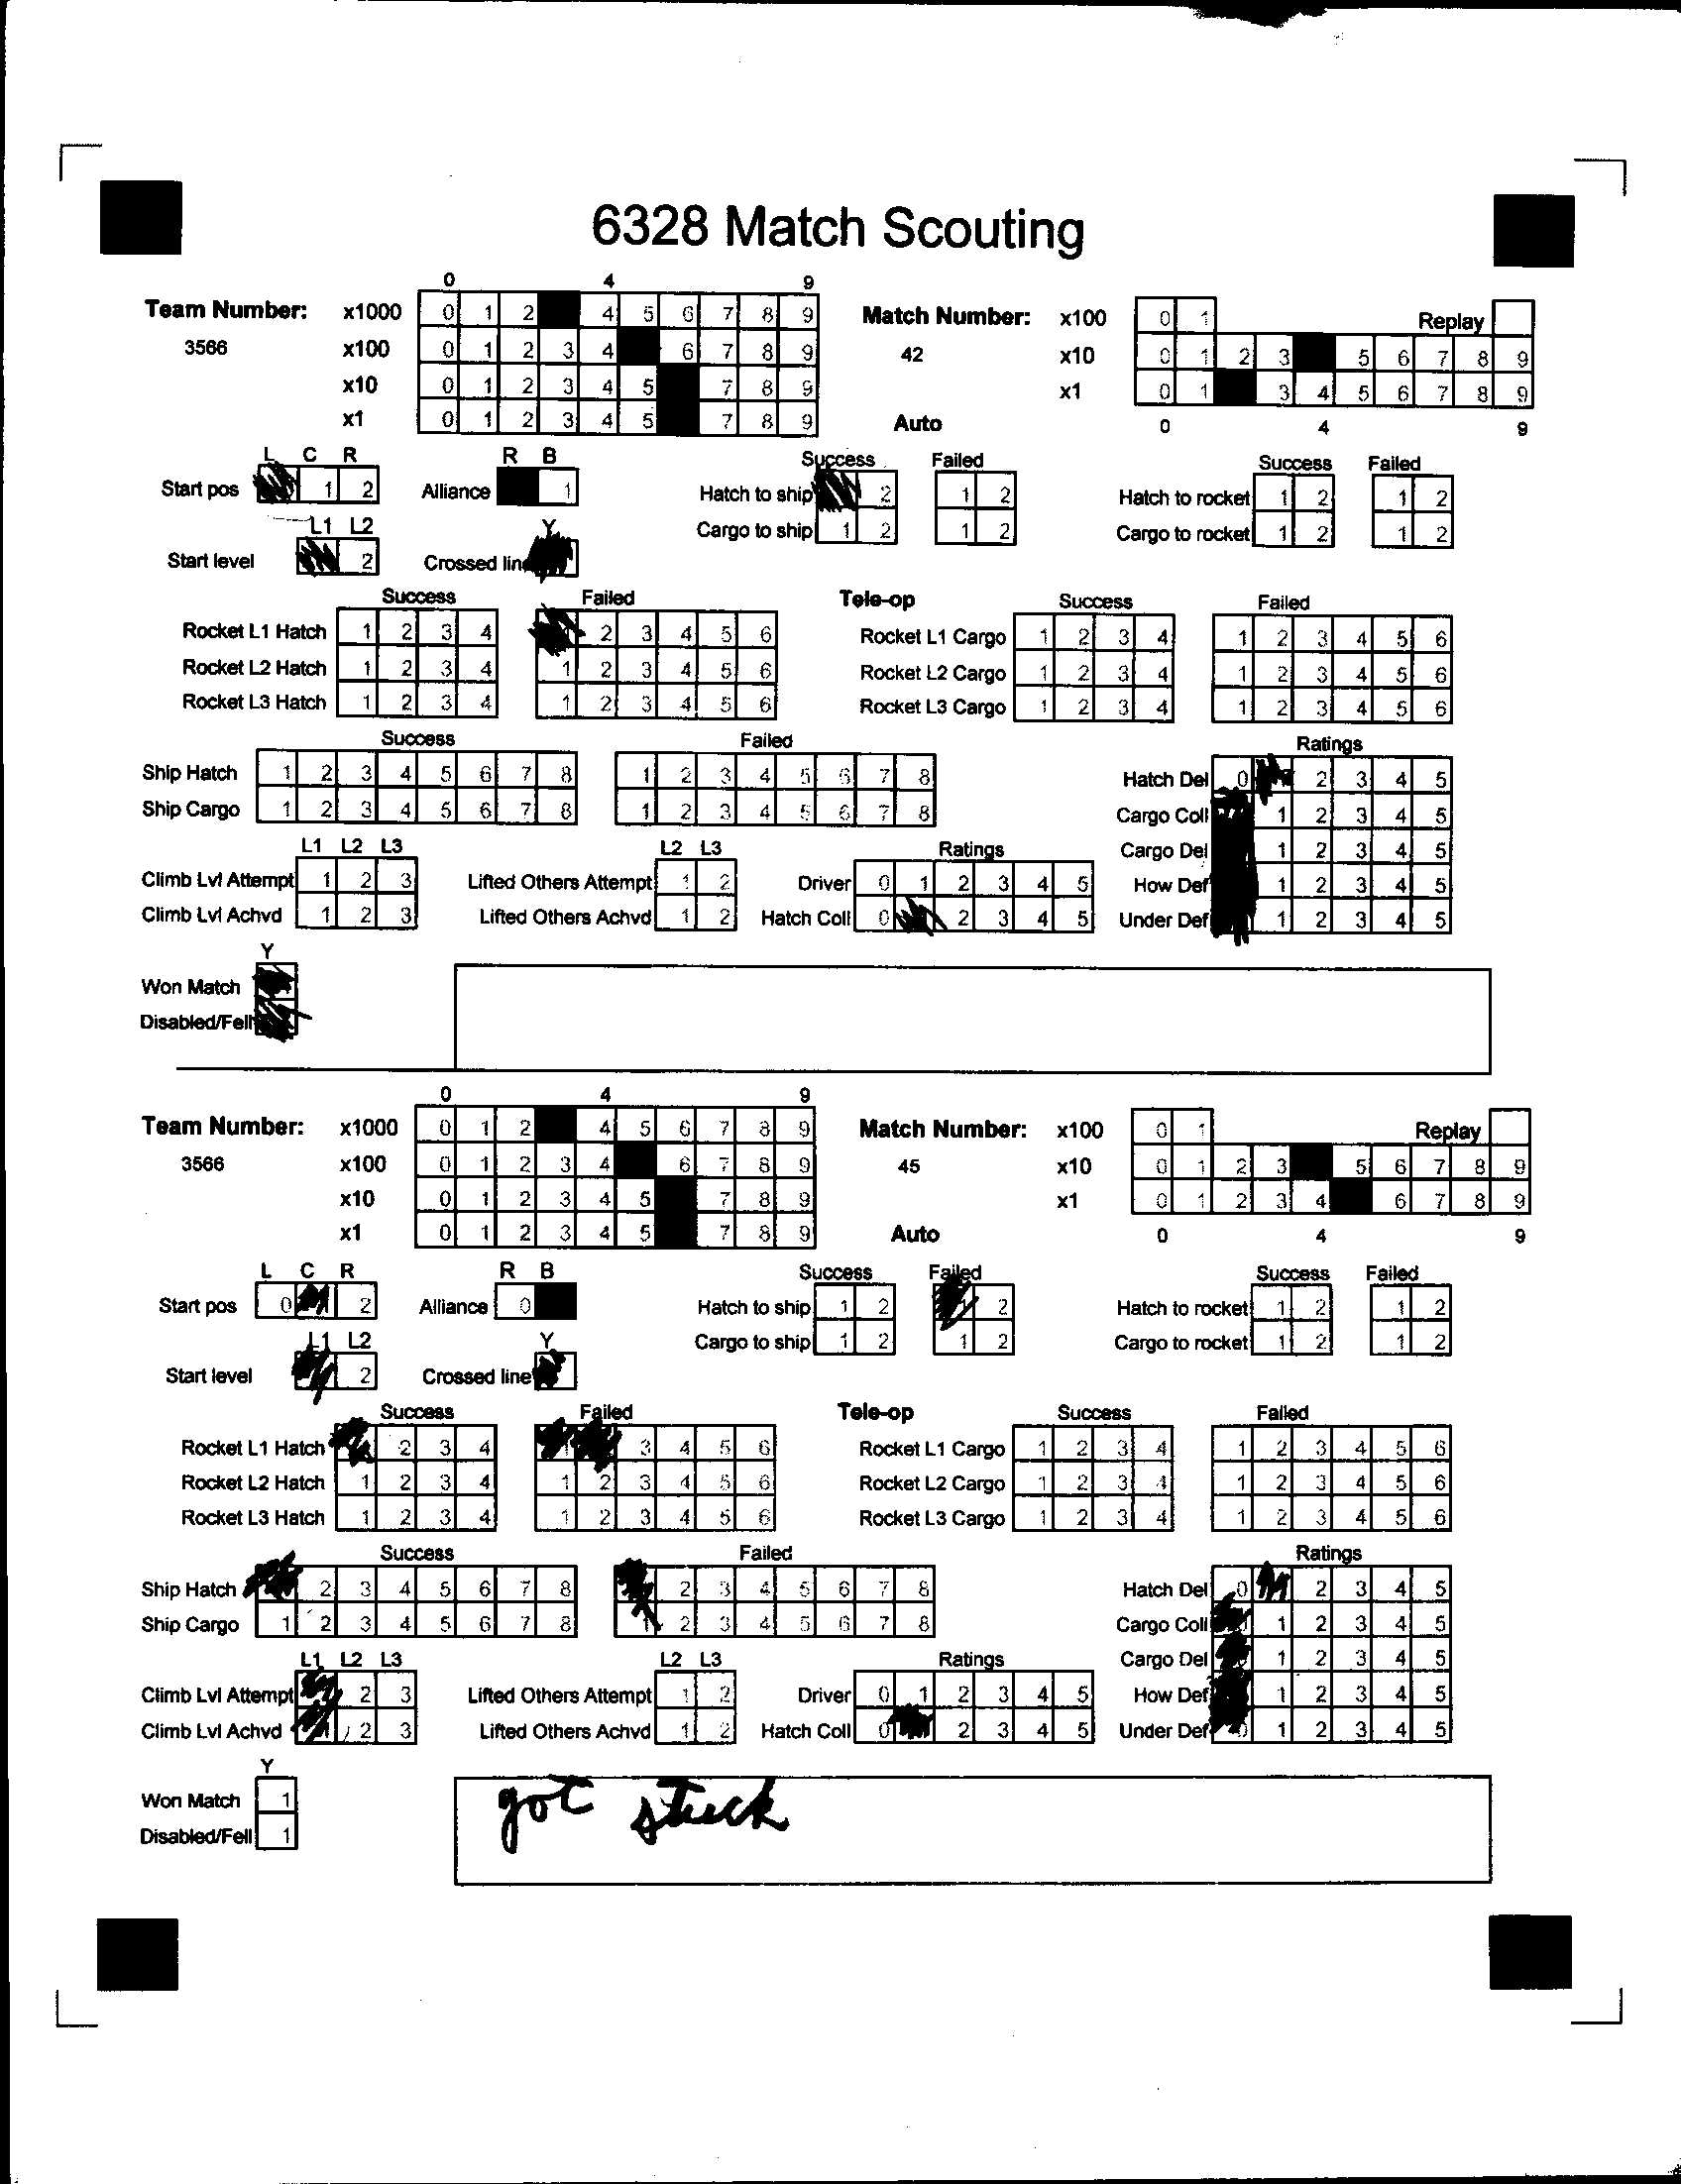 6328 Match Scouting
0 4 9
Team Number: x1000 0 1 2 4 5 6 7 8 9 Match Number: x100 0 1 Replay
3566 x100 0 1 2 3 4 6 7 8 9 42 x10 0 1 2 3 5 6 7 8 9
x10 0 1 2 3 4 5 7 8 9 x1 0 1 3 4 5 6 7 8 9
x1 0 1 2 3 4 5 7 8 9 Auto 0 4 9
L C R R B Success Failed Success Failed
Start pos 1 2 Alliance 1 Hatch to ship 2 1 2 Hatch to rocket 1 2 1 2
L1 L2 Y Cargo to ship 1 2 1 2 Cargo to rocket 1 2 1 2
Start level 2 Crossed line
Success Failed Tele-op Success Failed
Rocket L1 Hatch 1 2 3 4 2 3 4 5 6 Rocket L1 Cargo 1 2 3 4 1 2 3 4 5 6
Rocket L2 Hatch 1 2 3 4 1 2 3 4 5 6 Rocket L2 Cargo 1 2 3 4 1 2 3 4 5 6
Rocket L3 Hatch 1 2 3 4 1 2 3 4 5 6 Rocket L3 Cargo 1 2 3 4 1 2 3 4 5 6
Success Failed Ratings
Ship Hatch 1 2 3 4 5 6 7 8 1 2 3 4 5 6 7 8 Hatch Del 0 2 3 4 5
Ship Cargo 1 2 3 4 5 6 7 8 1 2 3 4 5 6 7 8 Cargo Coll 1 2 3 4 5
L1 L2 L3 L2 L3 Ratings Cargo Del 1 2 3 4 5
Climb Lvl Attempt 1 2 3 Lifted Others Attempt 1 2 Driver 0 1 2 3 4 5 How Def 1 2 3 4 5
Climb Lvl Achvd 1 2 3 Lifted Others Achvd 1 2 Hatch Coll 0 2 3 4 5 Under Def 1 2 3 4 5
Y
Won Match
Disabled/Fell
0 4 9
Team Number: x1000 0 1 2 4 5 6 7 8 9 Match Number: x100 0 1 Replay
3566 x100 0 1 2 3 4 6 7 8 9 45 x10 0 1 2 3 5 6 7 8 9
x10 0 1 2 3 4 5 7 8 9 x1 0 1 2 3 4 6 7 8 9
x1 0 1 2 3 4 5 7 8 9 Auto 0 4 9
L C R R B Success Failed Success Failed
Start pos 0 2 Alliance 0 Hatch to ship 1 2 1 2 Hatch to rocket 1 2 1 2
L1 L2 Y Cargo to ship 1 2 1 2 Cargo to rocket 1 2 1 2
Start level 2 Crossed line
Success Failed Tele-op Success Failed
Rocket L1 Hatch 2 3 4 3 4 5 6 Rocket L1 Cargo 1 2 3 4 1 2 3 4 5 6
Rocket L2 Hatch 1 2 3 4 1 2 3 4 5 6 Rocket L2 Cargo 1 2 3 4 1 2 3 4 5 6
Rocket L3 Hatch 1 2 3 4 1 2 3 4 5 6 Rocket L3 Cargo 1 2 3 4 1 2 3 4 5 6
Success Failed Ratings
Ship Hatch 2 3 4 5 6 7 8 2 3 4 5 6 7 8 Hatch Del 0 2 3 4 5
Ship Cargo 1 2 3 4 5 6 7 8 1 2 3 4 5 6 7 8 Cargo Coll 1 2 3 4 5
L1 L2 L3 L2 L3 Ratings Cargo Del 1 2 3 4 5
Climb Lvl Attempt 2 3 Lifted Others Attempt 1 2 Driver 0 1 2 3 4 5 How Def 1 2 3 4 5
Climb Lvl Achvd 2 3 Lifted Others Achvd 1 2 Hatch Coll 0 2 3 4 5 Under Def 1 2 3 4 5
Y
Won Match 1
Disabled/Fell 1
got stuck